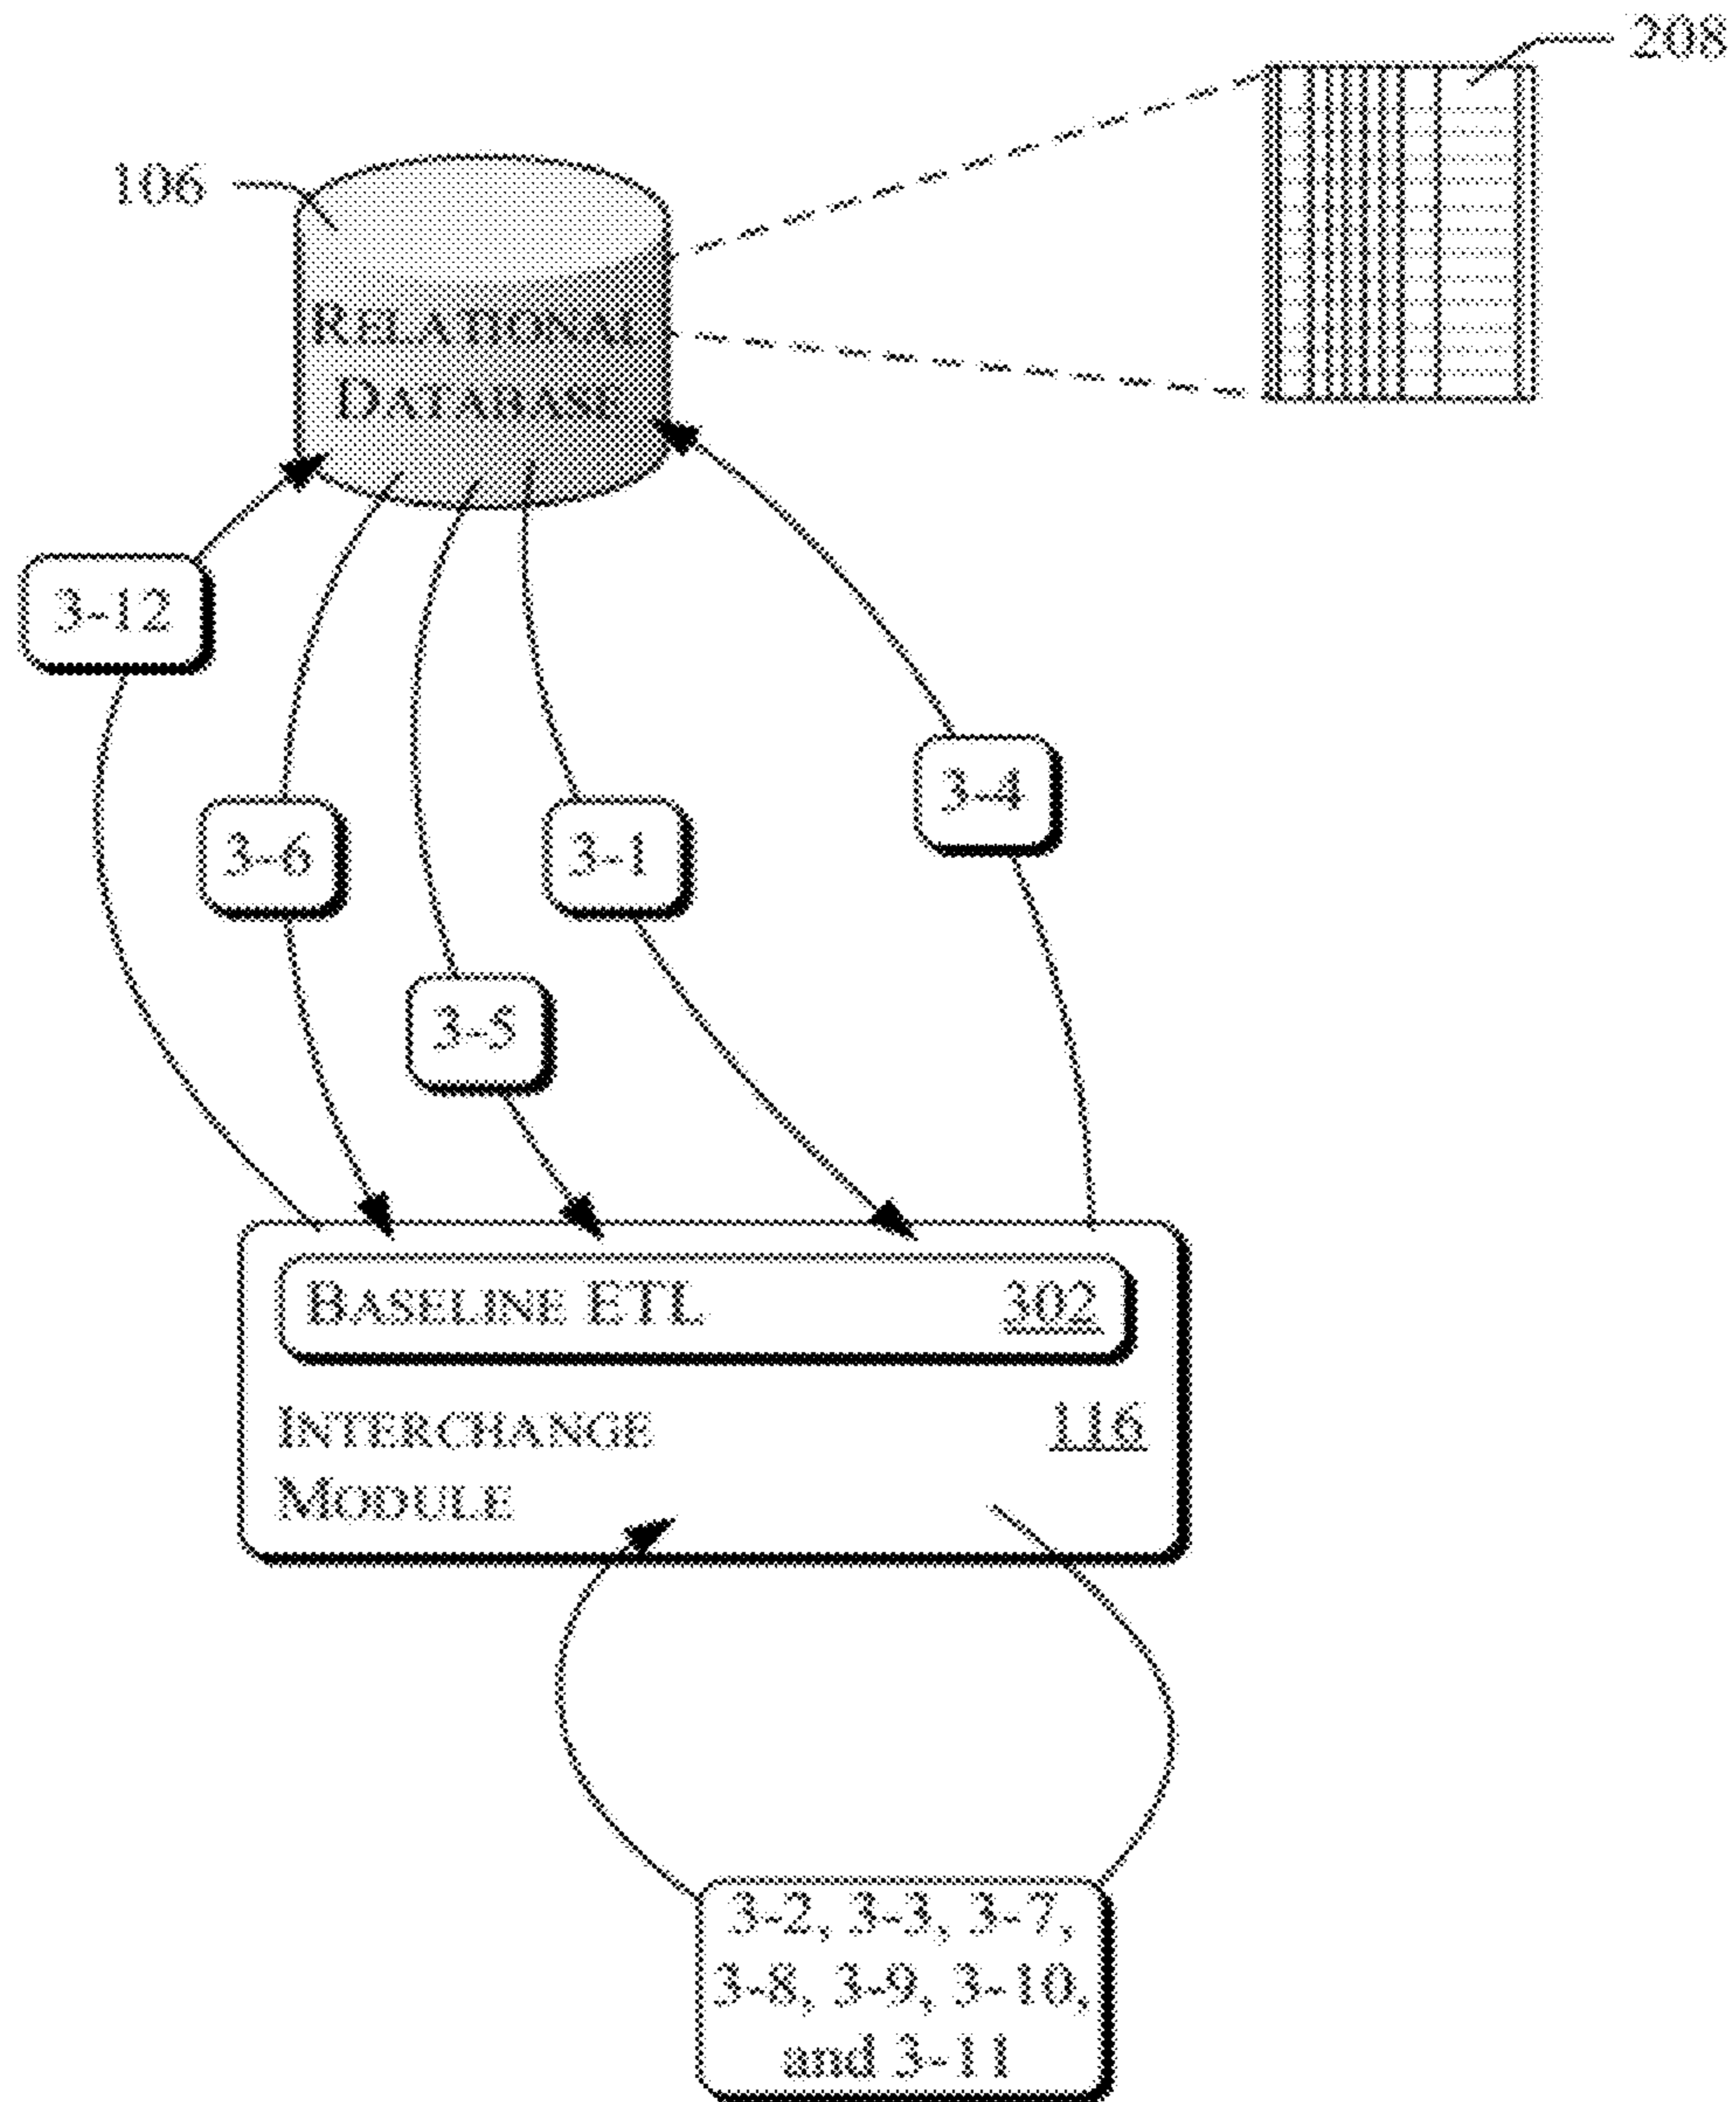 208
106
RELATIONAL
DATABASE
3-12
3-4
3-6
3-1
3-5
BASELINE ETL 302
INTERCHANGE 116
MODULE
3-2, 3-3, 3-7,
3-8, 3-9, 3-10,
and 3-11